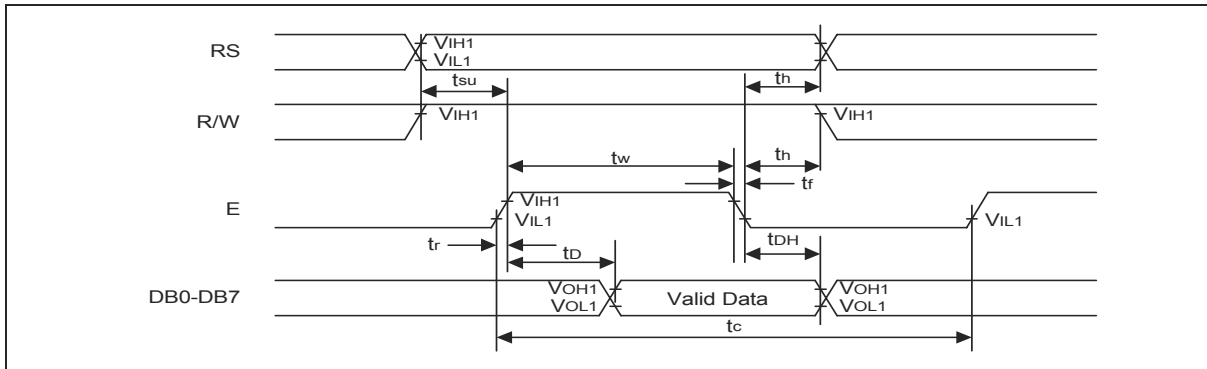 RS
VIH1
VIL1
tsu
th
R/W
VIH1
VIH1
tw
th
tf
E
VIH1
VIL1
VIL1
tr
tD
tDH
DB0-DB7
VOH1
VOL1
Valid Data
VOH1
VOL1
tc